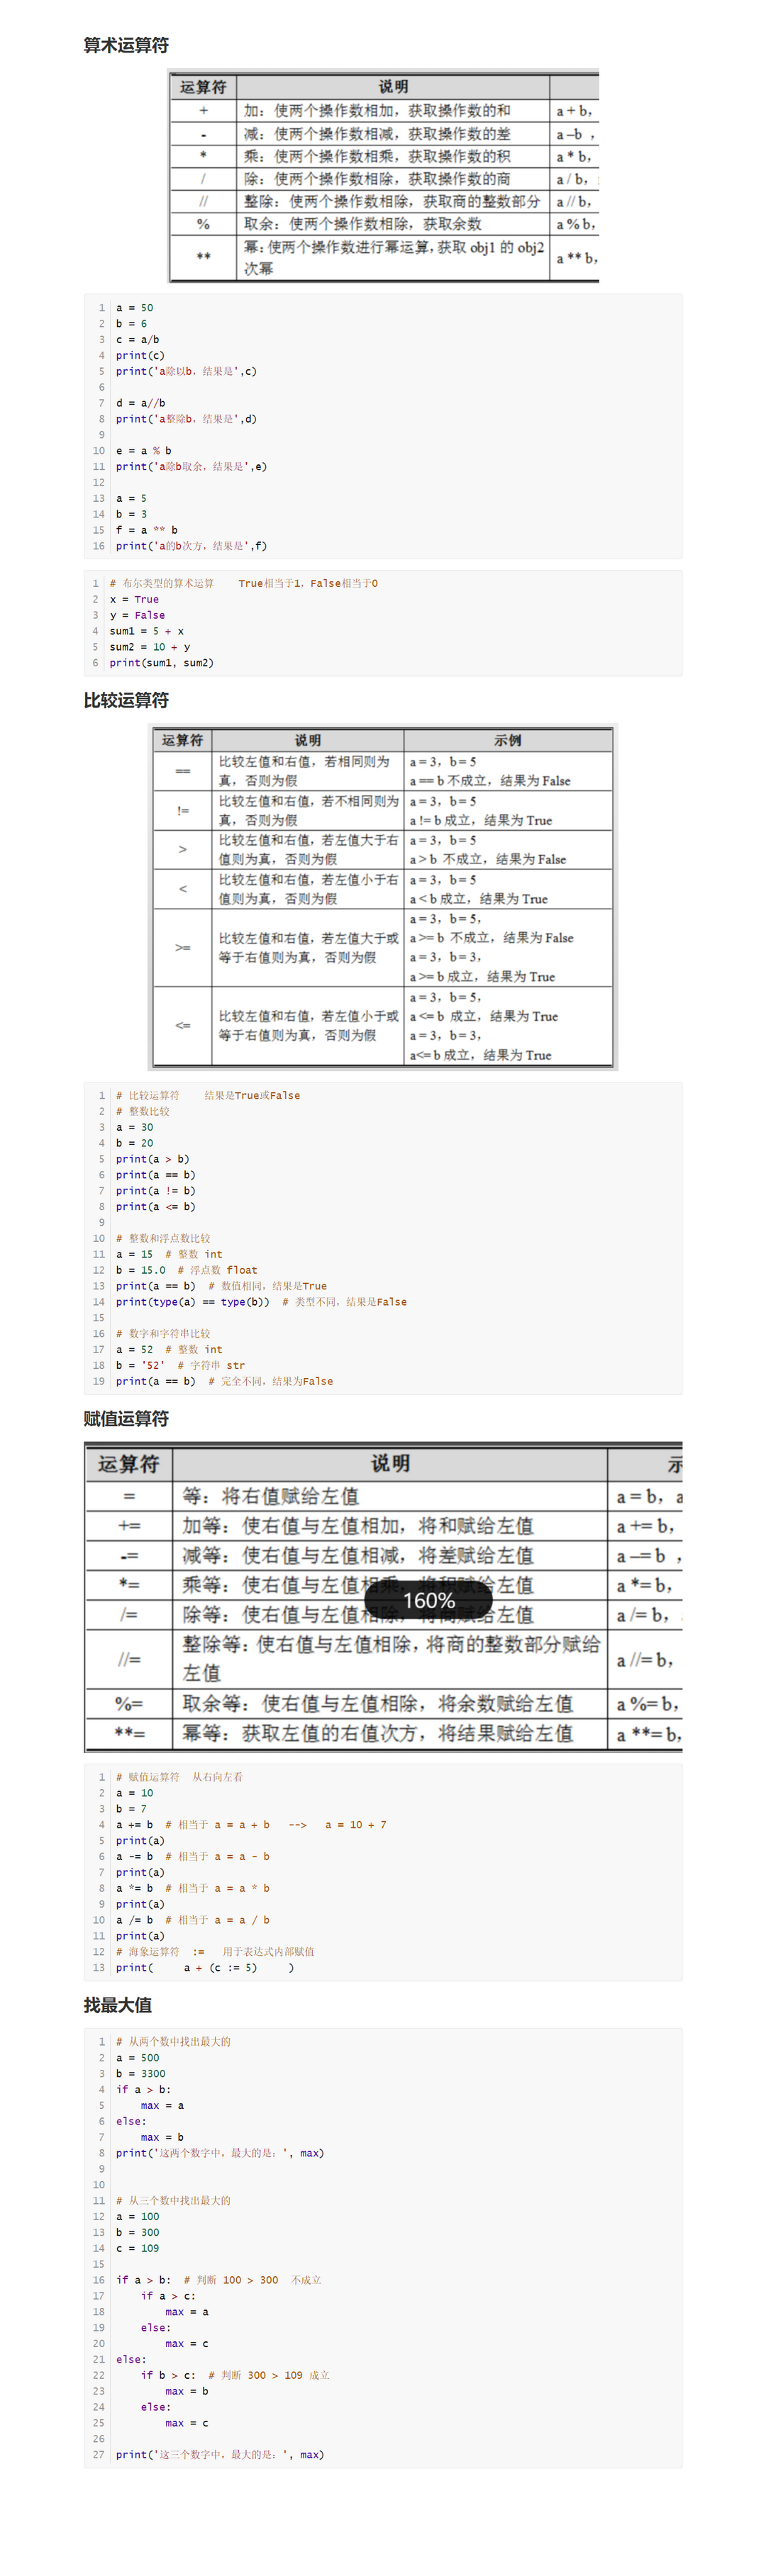 算术运算符
运算符 说明
+ 加：使两个操作数相加，获取操作数的和 a + b，
- 减：使两个操作数相减，获取操作数的差 a –b ，
* 乘：使两个操作数相乘，获取操作数的积 a * b，
/ 除：使两个操作数相除，获取操作数的商 a / b，
// 整除：使两个操作数相除，获取商的整数部分 a // b，
% 取余：使两个操作数相除，获取余数 a % b，
** 幂：使两个操作数进行幂运算，获取 obj1 的 obj2 a ** b，
次幂
1 a = 50
2 b = 6
3 c = a/b
4 print(c)
5 print('a除以b，结果是',c)
6
7 d = a//b
8 print('a整除b，结果是',d)
9
10 e = a % b
11 print('a除b取余，结果是',e)
12
13 a = 5
14 b = 3
15 f = a ** b
16 print('a的b次方，结果是',f)
1 # 布尔类型的算术运算    True相当于1，False相当于0
2 x = True
3 y = False
4 sum1 = 5 + x
5 sum2 = 10 + y
6 print(sum1, sum2)
比较运算符
运算符 说明 示例
== 比较左值和右值，若相同则为 a = 3，b = 5
真，否则为假 a == b 不成立，结果为 False
!= 比较左值和右值，若不相同则为 a = 3，b = 5
真，否则为假 a != b 成立，结果为 True
> 比较左值和右值，若左值大于右 a = 3，b = 5
值则为真，否则为假 a > b 不成立，结果为 False
< 比较左值和右值，若左值小于右 a = 3，b = 5
值则为真，否则为假 a < b 成立，结果为 True
a = 3，b = 5，
>= 比较左值和右值，若左值大于或 a >= b 不成立，结果为 False
等于右值则为真，否则为假 a = 3，b = 3，
a >= b 成立，结果为 True
a = 3，b = 5，
<= 比较左值和右值，若左值小于或 a <= b 成立，结果为 True
等于右值则为真，否则为假 a = 3，b = 3，
a<= b 成立，结果为 True
1 # 比较运算符    结果是True或False
2 # 整数比较
3 a = 30
4 b = 20
5 print(a > b)
6 print(a == b)
7 print(a != b)
8 print(a <= b)
9
10 # 整数和浮点数比较
11 a = 15  # 整数 int
12 b = 15.0  # 浮点数 float
13 print(a == b)  # 数值相同，结果是True
14 print(type(a) == type(b))  # 类型不同，结果是False
15
16 # 数字和字符串比较
17 a = 52  # 整数 int
18 b = '52'  # 字符串 str
19 print(a == b)  # 完全不同，结果为False
赋值运算符
运算符 说明
= 等：将右值赋给左值 a = b，a
+= 加等：使右值与左值相加，将和赋给左值 a += b，
-= 减等：使右值与左值相减，将差赋给左值 a –= b ，
*= 乘等：使右值与左值相乘，将积赋给左值 a *= b，
160%
/= 除等：使右值与左值相除，将商赋给左值 a /= b，
//= 整除等：使右值与左值相除，将商的整数部分赋给 a //= b，
左值
%= 取余等：使右值与左值相除，将余数赋给左值 a %= b，
**= 幂等：获取左值的右值次方，将结果赋给左值 a **= b，
1 # 赋值运算符  从右向左看
2 a = 10
3 b = 7
4 a += b  # 相当于 a = a + b   -->   a = 10 + 7
5 print(a)
6 a -= b  # 相当于 a = a - b
7 print(a)
8 a *= b  # 相当于 a = a * b
9 print(a)
10 a /= b  # 相当于 a = a / b
11 print(a)
12 # 海象运算符  :=   用于表达式内部赋值
13 print(     a + (c := 5)     )
找最大值
1 # 从两个数中找出最大的
2 a = 500
3 b = 3300
4 if a > b:
5     max = a
6 else:
7     max = b
8 print('这两个数字中，最大的是：', max)
9
10
11 # 从三个数中找出最大的
12 a = 100
13 b = 300
14 c = 109
15
16 if a > b:  # 判断 100 > 300  不成立
17     if a > c:
18         max = a
19     else:
20         max = c
21 else:
22     if b > c:  # 判断 300 > 109 成立
23         max = b
24     else:
25         max = c
26
27 print('这三个数字中，最大的是：', max)